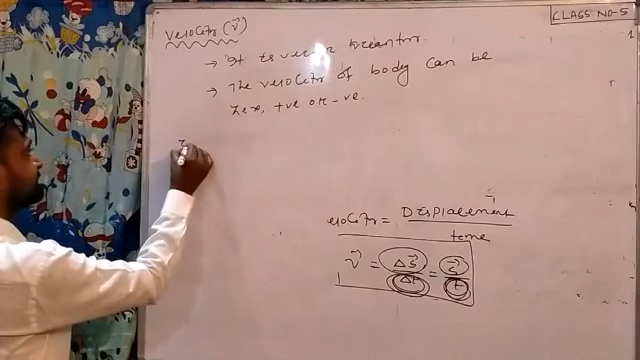 CLASS NO-5
Velocity (v⃗)
→ It is vector quantity.
→ The velocity of body can be
Zero, +ve or -ve.
elocity = Displacement / time
v⃗ = Δs⃗ / Δt = s⃗ / t